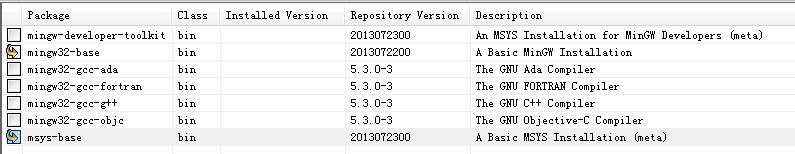 Package Class Installed Version Repository Version Description
mingw-developer-toolkit bin 2013072300 An MSYS Installation for MinGW Developers (meta)
mingw32-base bin 2013072200 A Basic MinGW Installation
mingw32-gcc-ada bin 5.3.0-3 The GNU Ada Compiler
mingw32-gcc-fortran bin 5.3.0-3 The GNU FORTRAN Compiler
mingw32-gcc-g++ bin 5.3.0-3 The GNU C++ Compiler
mingw32-gcc-objc bin 5.3.0-3 The GNU Objective-C Compiler
msys-base bin 2013072300 A Basic MSYS Installation (meta)